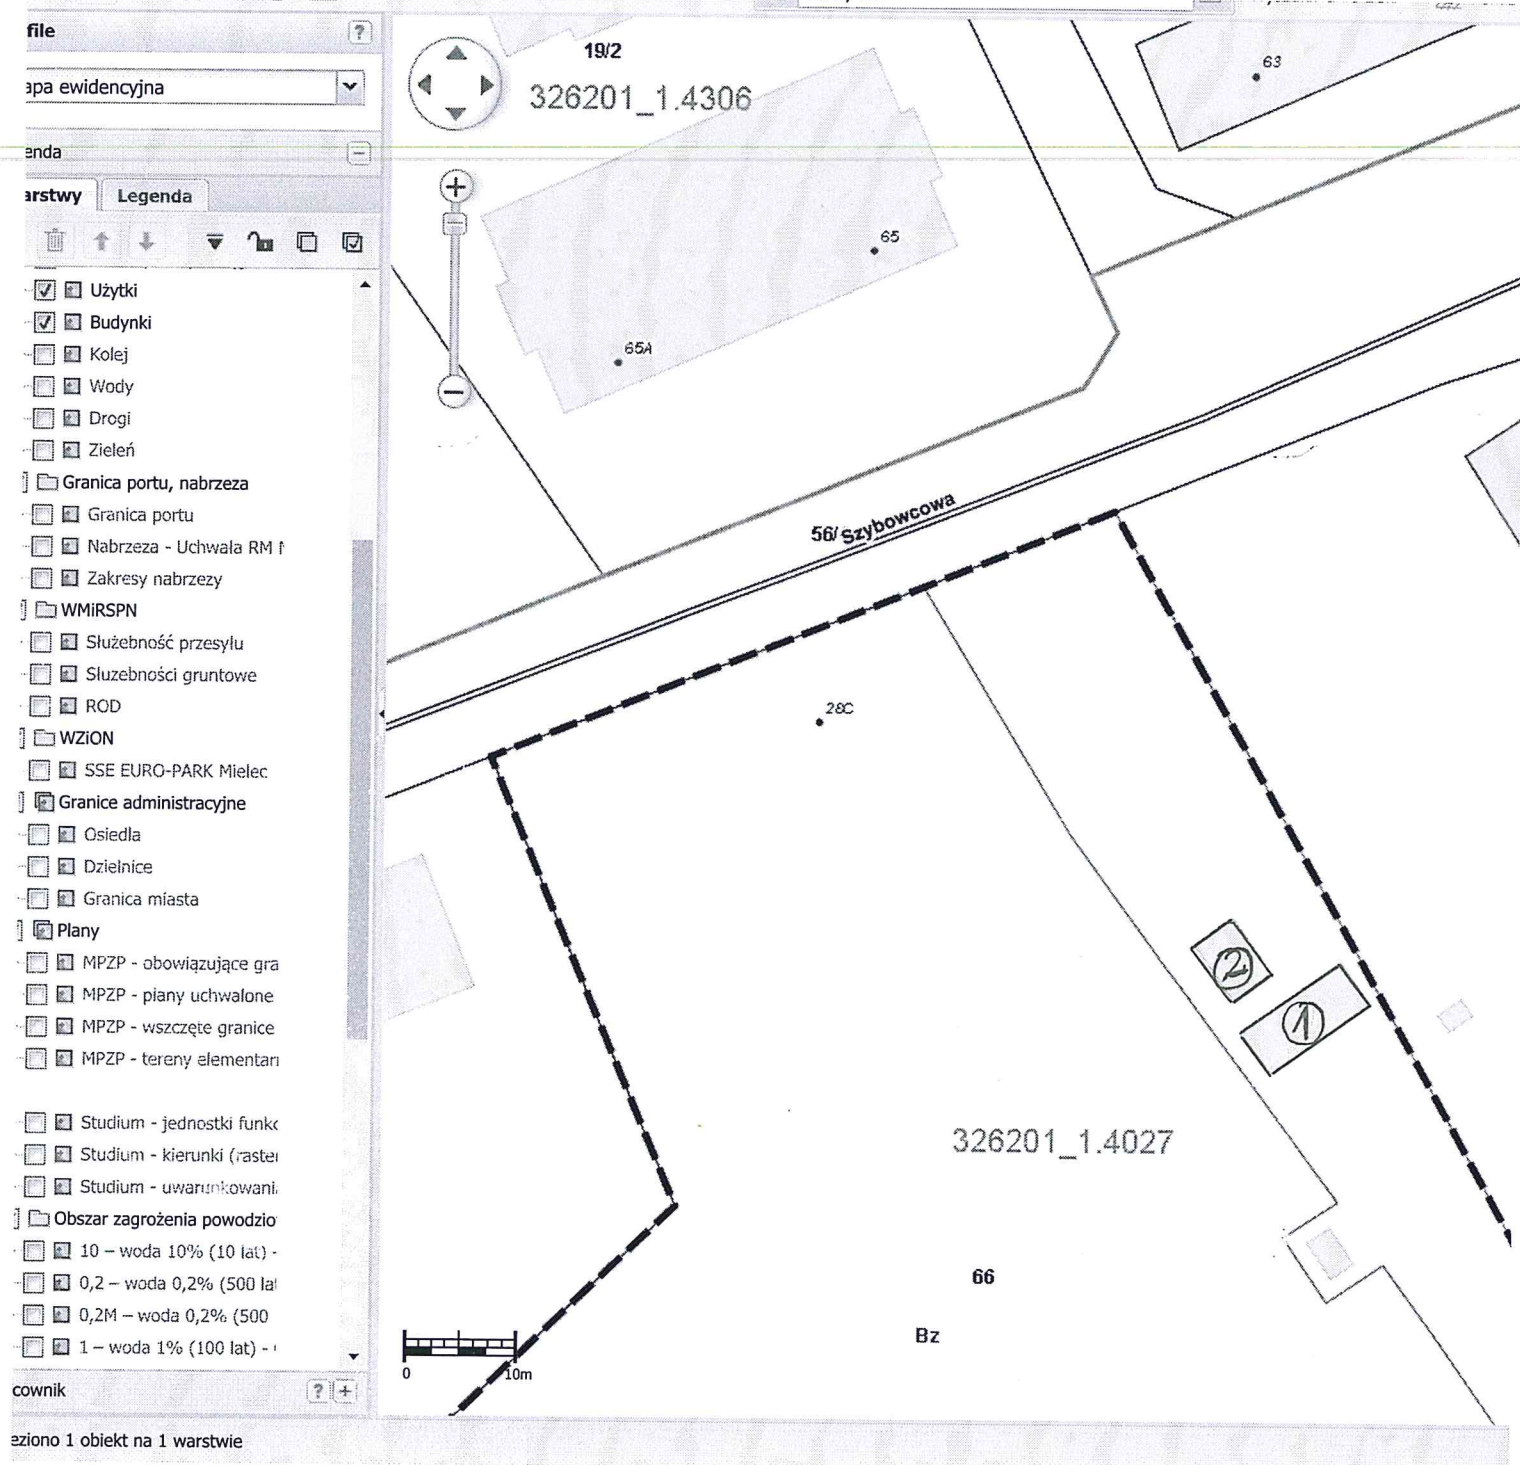 file
?
apa ewidencyjna
enda
arstwy
Legenda
Użytki
Budynki
Kolej
Wody
Drogi
Zieleń
Granica portu, nabrzeza
Granica portu
Nabrzeza - Uchwala RM
Zakresy nabrzezy
WMiRSPN
Służebność przesyłu
Sluzebności gruntowe
ROD
WZiON
SSE EURO-PARK Mielec
Granice administracyjne
Osiedla
Dzielnice
Granica miasta
Plany
MPZP - obowiązujące gra
MPZP - plany uchwalone
MPZP - wszczęte granice
MPZP - tereny elementarn
Studium - jednostki funkc
Studium - kierunki (raster
Studium - uwarunkowani
Obszar zagrożenia powodzio
10 – woda 10% (10 lat) -
0,2 – woda 0,2% (500 lat
0,2M – woda 0,2% (500
1 – woda 1% (100 lat) -
cownik
?
eziono 1 obiekt na 1 warstwie
19/2
326201_1.4306
63
65
65A
56/
Szybowcowa
28C
2
1
326201_1.4027
66
Bz
0
10m